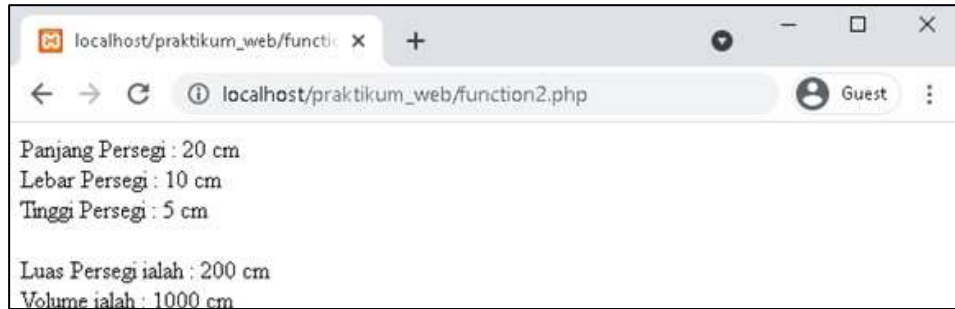 localhost/praktikum_web/functio
localhost/praktikum_web/function2.php
Guest
Panjang Persegi : 20 cm
Lebar Persegi : 10 cm
Tinggi Persegi : 5 cm
Luas Persegi ialah : 200 cm
Volume ialah : 1000 cm